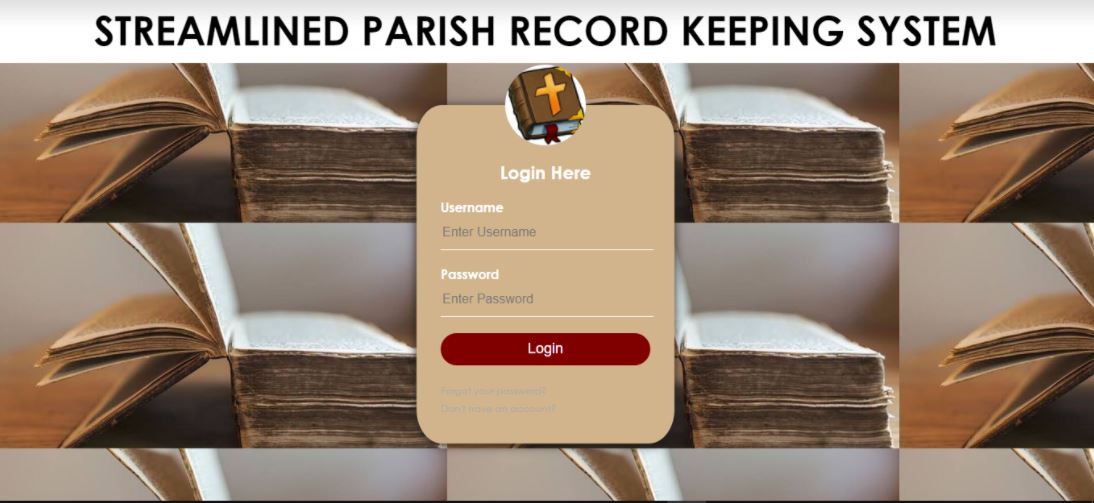 STREAMLINED PARISH RECORD KEEPING SYSTEM
Login Here
Username
Enter Username
Password
Enter Password
Login
Forgot your password?
Don't have an account?